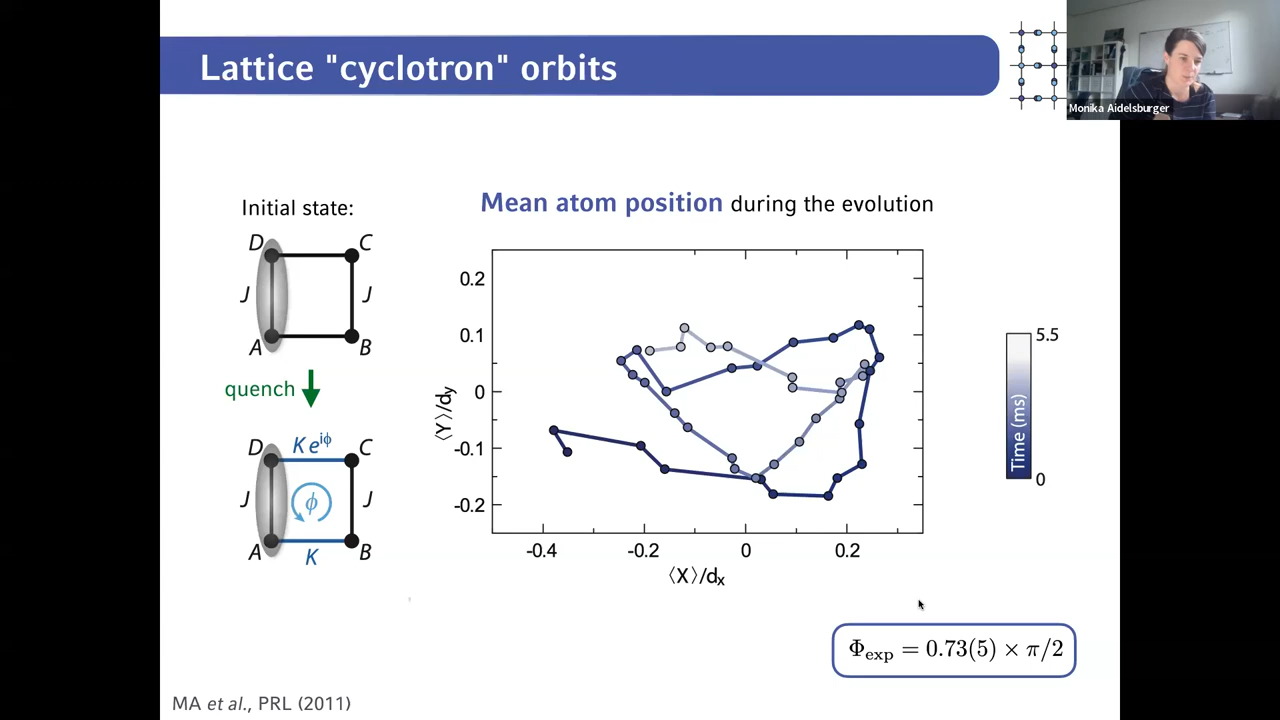 Lattice "cyclotron" orbits
Monika Aidelsburger
Initial state:
D
C
J
J
A
B
quench
D
K e^{iϕ}
C
J
ϕ
J
A
K
B
Mean atom position during the evolution
0.2
0.1
0
-0.1
-0.2
⟨Y⟩/d_y
-0.4
-0.2
0
0.2
⟨X⟩/d_x
5.5
Time (ms)
0
Φ_exp = 0.73(5) × π/2
MA et al., PRL (2011)